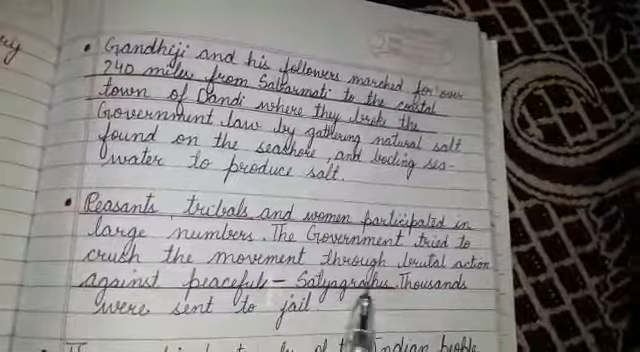 • Gandhiji and his followers marched for over
240 miles from Sabarmati to the coastal
town of Dandi where they broke the
Government law by gathering natural salt
found on the seashore, and boiling sea-
water to produce salt.
• Peasants, tribals and women participated in
large numbers. The Government tried to
crush the movement through brutal action
against peaceful - Satyagrahis. Thousands
were sent to jail.
of Indian people